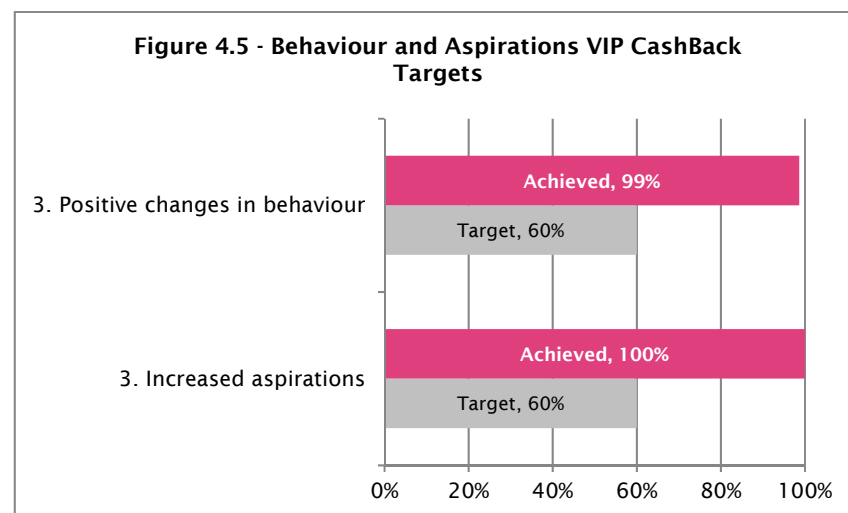 Figure 4.5 - Behaviour and Aspirations VIP CashBack
Targets
Achieved, 99%
3. Positive changes in behaviour
Target, 60%
Achieved, 100%
3. Increased aspirations
Target, 60%
0% 20% 40% 60% 80% 100%